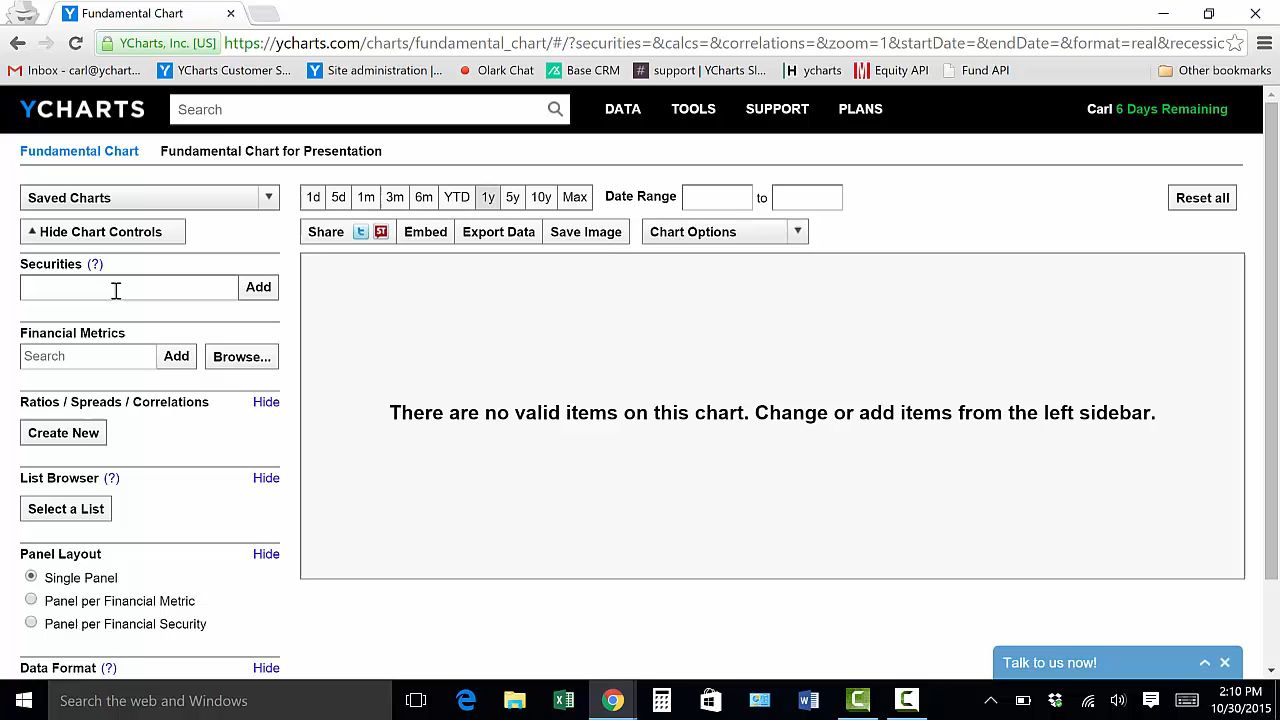 Fundamental Chart
YCharts, Inc. [US] https://ycharts.com/charts/fundamental_chart/#/?securities=&calcs=&correlations=&zoom=1&startDate=&endDate=&format=real&recessic
Inbox - carl@ychart... YCharts Customer S... Site administration |... Olark Chat Base CRM support | YCharts Sl... ycharts Equity API Fund API Other bookmarks
YCHARTS Search DATA TOOLS SUPPORT PLANS Carl 6 Days Remaining
Fundamental Chart Fundamental Chart for Presentation
Saved Charts 1d 5d 1m 3m 6m YTD 1y 5y 10y Max Date Range to Reset all
Hide Chart Controls Share Embed Export Data Save Image Chart Options
Securities (?)
Add
Financial Metrics
Search Add Browse...
Ratios / Spreads / Correlations Hide
There are no valid items on this chart. Change or add items from the left sidebar.
Create New
List Browser (?) Hide
Select a List
Panel Layout Hide
Single Panel
Panel per Financial Metric
Panel per Financial Security
Data Format (?) Hide
Talk to us now!
Search the web and Windows
2:10 PM
10/30/2015